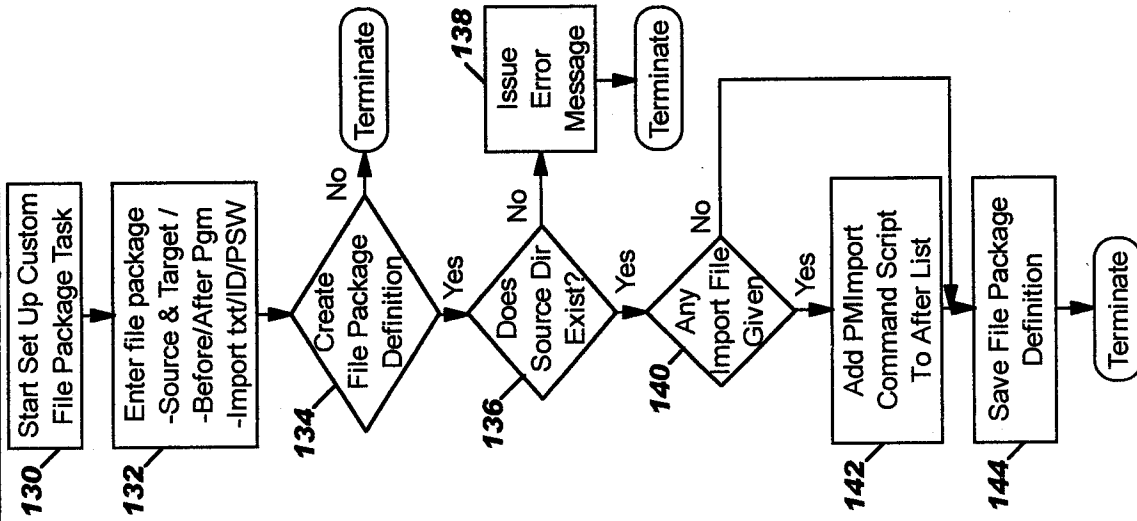 Start Set Up Custom
File Package Task
130
Enter file package
-Source & Target /
-Before/After Pgm
-Import txt/ID/PSW
132
Create
File Package
Definition
134
No
Terminate
Yes
Does
Source Dir
Exist?
136
No
Issue
Error
Message
138
Terminate
Yes
Any
Import File
Given
140
No
Yes
Add PMImport
Command Script
To After List
142
Save File Package
Definition
144
Terminate